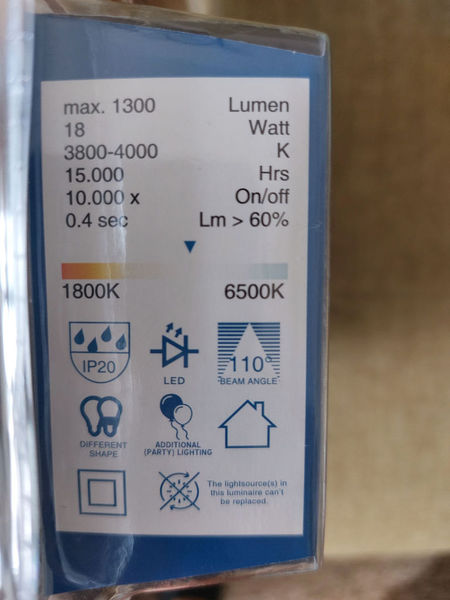 max. 1300 Lumen
18 Watt
3800-4000 K
15.000 Hrs
10.000 x On/off
0.4 sec Lm > 60%
1800K 6500K
IP20
LED
110°
BEAM ANGLE
DIFFERENT
SHAPE
ADDITIONAL
(PARTY) LIGHTING
The lightsource(s) in
this luminaire can't
be replaced.